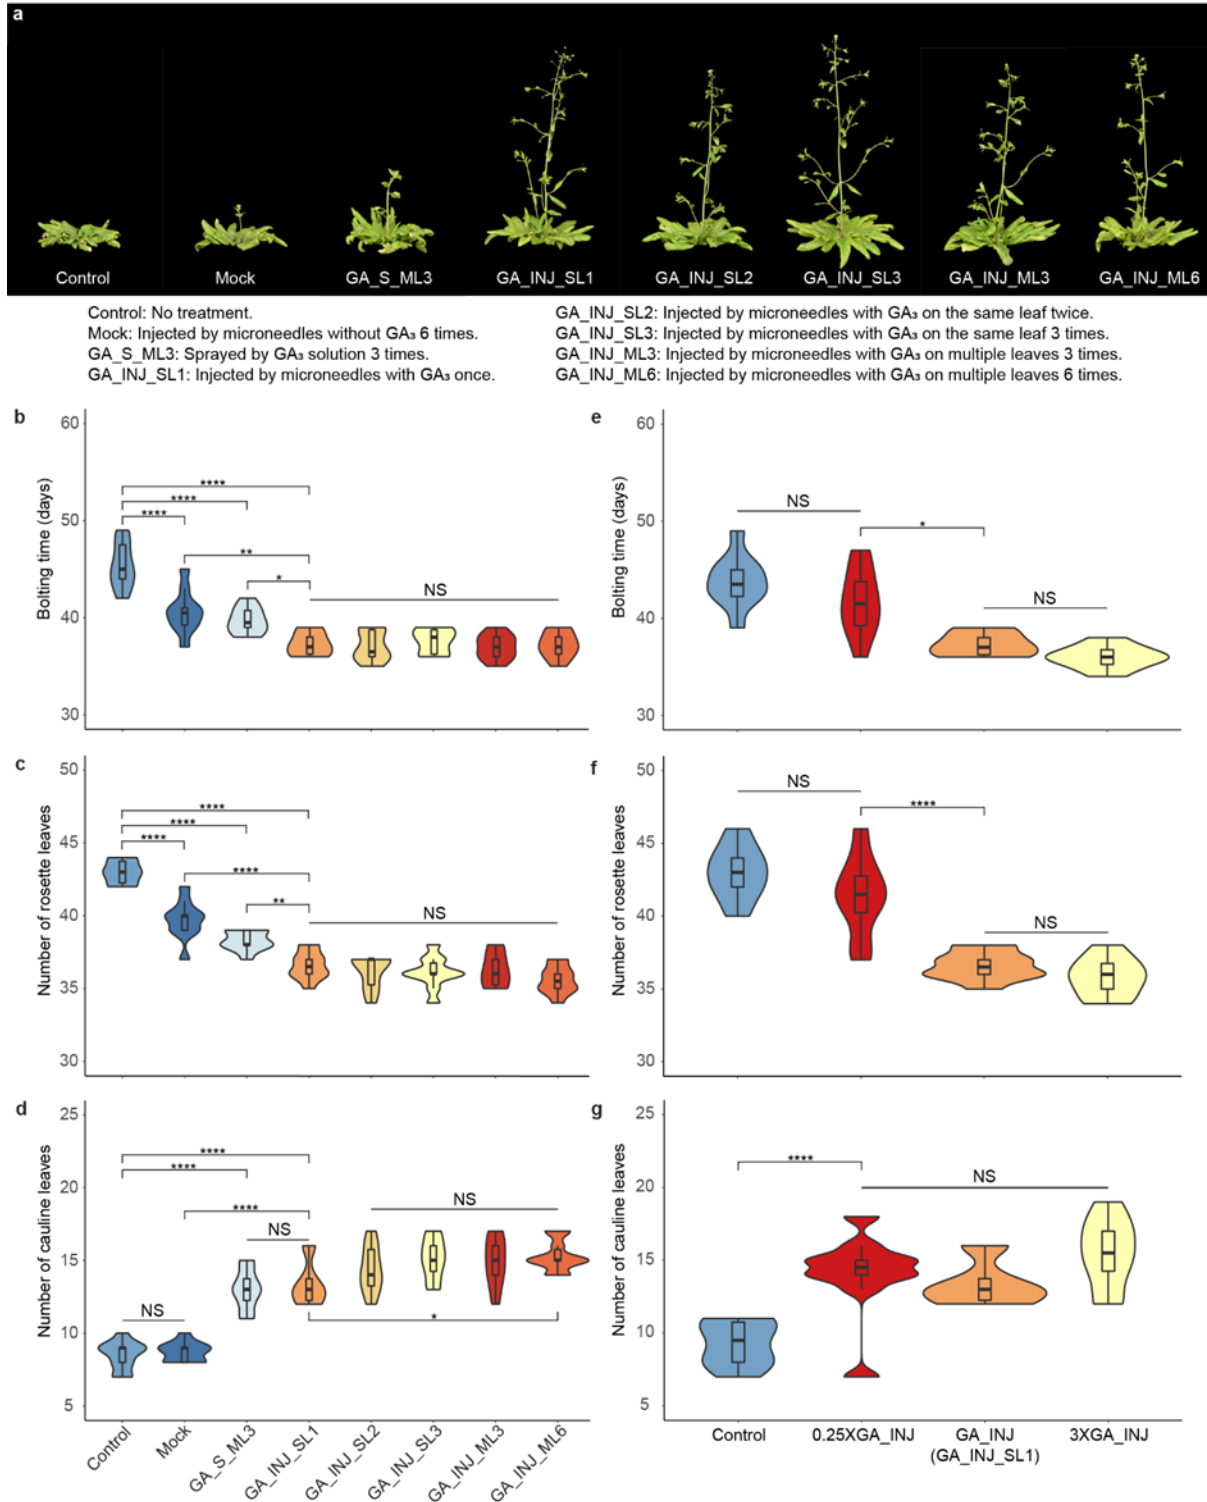 a
Control
Mock
GA_S_ML3
GA_INJ_SL1
GA_INJ_SL2
GA_INJ_SL3
GA_INJ_ML3
GA_INJ_ML6
Control: No treatment.
Mock: Injected by microneedles without GA₃ 6 times.
GA_S_ML3: Sprayed by GA₃ solution 3 times.
GA_INJ_SL1: Injected by microneedles with GA₃ once.
GA_INJ_SL2: Injected by microneedles with GA₃ on the same leaf twice.
GA_INJ_SL3: Injected by microneedles with GA₃ on the same leaf 3 times.
GA_INJ_ML3: Injected by microneedles with GA₃ on multiple leaves 3 times.
GA_INJ_ML6: Injected by microneedles with GA₃ on multiple leaves 6 times.
b
Bolting time (days)
60
50
40
30
****
****
****
**
*
NS
e
Bolting time (days)
60
50
40
30
NS
*
NS
c
Number of rosette leaves
50
45
40
35
30
****
****
****
****
**
NS
f
Number of rosette leaves
50
45
40
35
30
NS
****
NS
d
Number of cauline leaves
25
20
15
10
5
****
****
****
NS
NS
NS
*
Control
Mock
GA_S_ML3
GA_INJ_SL1
GA_INJ_SL2
GA_INJ_SL3
GA_INJ_ML3
GA_INJ_ML6
g
Number of cauline leaves
25
20
15
10
5
****
NS
Control
0.25XGA_INJ
GA_INJ
(GA_INJ_SL1)
3XGA_INJ